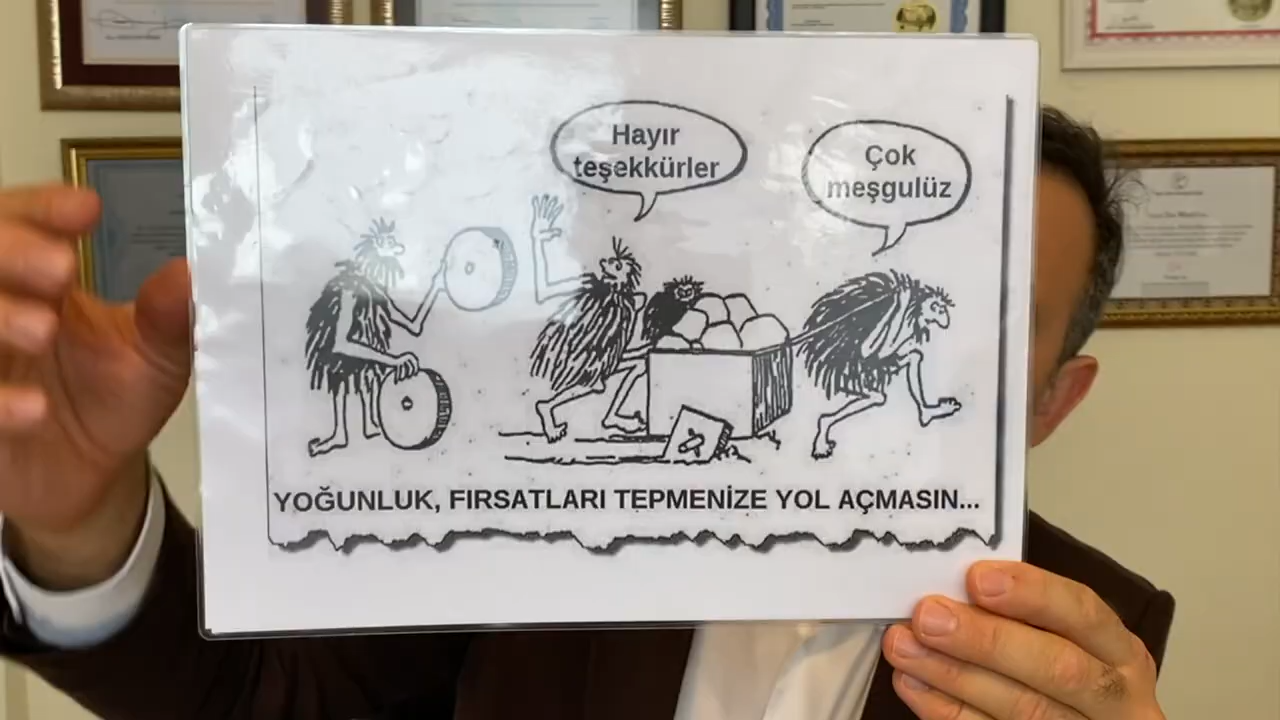 Hayır
teşekkürler
Çok
meşgulüz
YOĞUNLUK, FIRSATLARI TEPMENİZE YOL AÇMASIN...